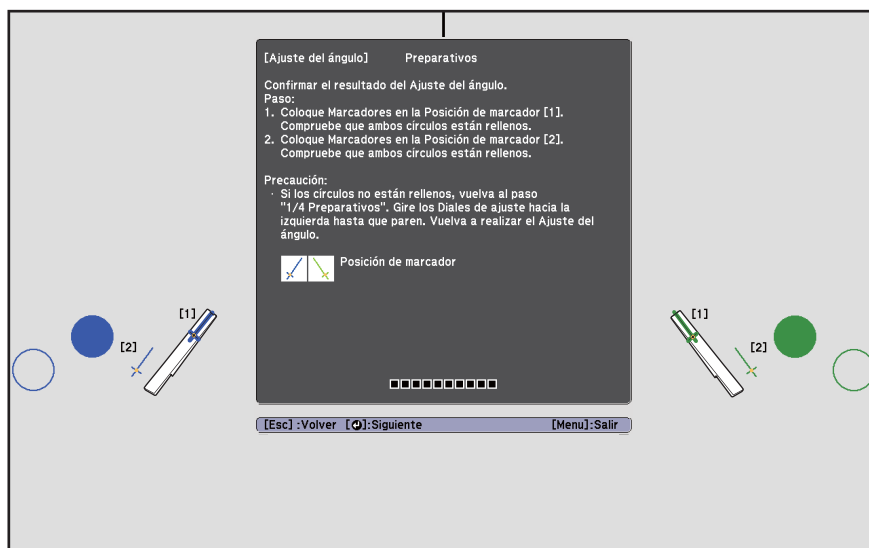 [Ajuste del ángulo] Preparativos
Confirmar el resultado del Ajuste del ángulo.
Paso:
1. Coloque Marcadores en la Posición de marcador [1].
Compruebe que ambos círculos están rellenos.
2. Coloque Marcadores en la Posición de marcador [2].
Compruebe que ambos círculos están rellenos.
Precaución:
· Si los círculos no están rellenos, vuelva al paso
"1/4 Preparativos". Gire los Diales de ajuste hacia la
izquierda hasta que paren. Vuelva a realizar el Ajuste del
ángulo.
Posición de marcador
[1]
[2]
[1]
[2]
[Esc] :Volver [⏎]:Siguiente [Menu]:Salir